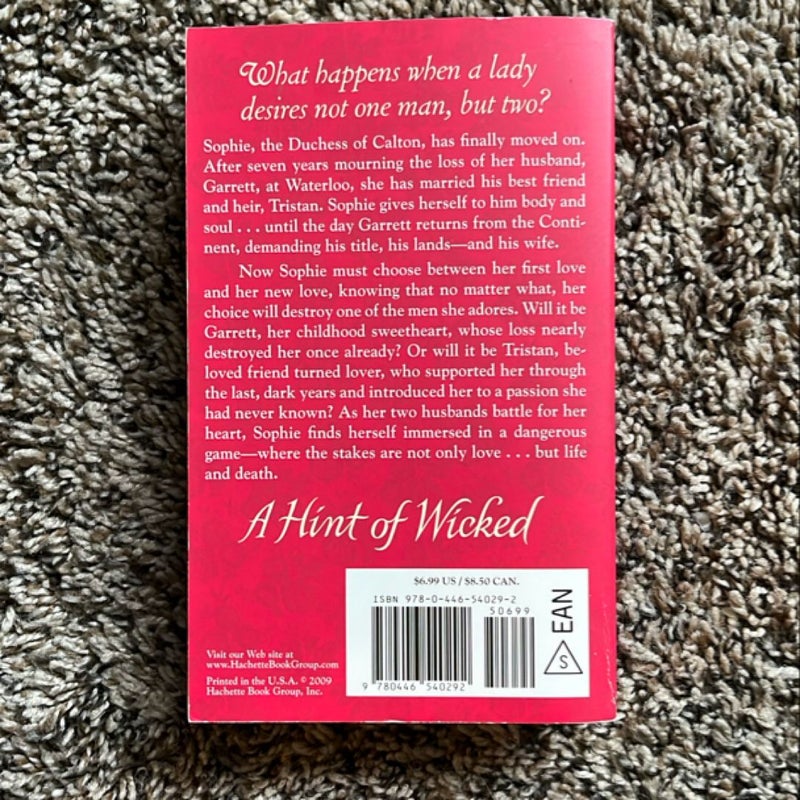 What happens when a lady
desires not one man, but two?
Sophie, the Duchess of Calton, has finally moved on.
After seven years mourning the loss of her husband,
Garrett, at Waterloo, she has married his best friend
and heir, Tristan. Sophie gives herself to him body and
soul . . . until the day Garrett returns from the Conti-
nent, demanding his title, his lands—and his wife.
Now Sophie must choose between her first love
and her new love, knowing that no matter what, her
choice will destroy one of the men she adores. Will it be
Garrett, her childhood sweetheart, whose loss nearly
destroyed her once already? Or will it be Tristan, be-
loved friend turned lover, who supported her through
the last, dark years and introduced her to a passion she
had never known? As her two husbands battle for her
heart, Sophie finds herself immersed in a dangerous
game—where the stakes are not only love . . . but life
and death.
A Hint of Wicked
$6.99 US / $8.50 CAN.
ISBN 978-0-446-54029-2
50699
EAN
S
9 780446 540292
Visit our Web site at
www.HachetteBookGroup.com
Printed in the U.S.A. © 2009
Hachette Book Group, Inc.